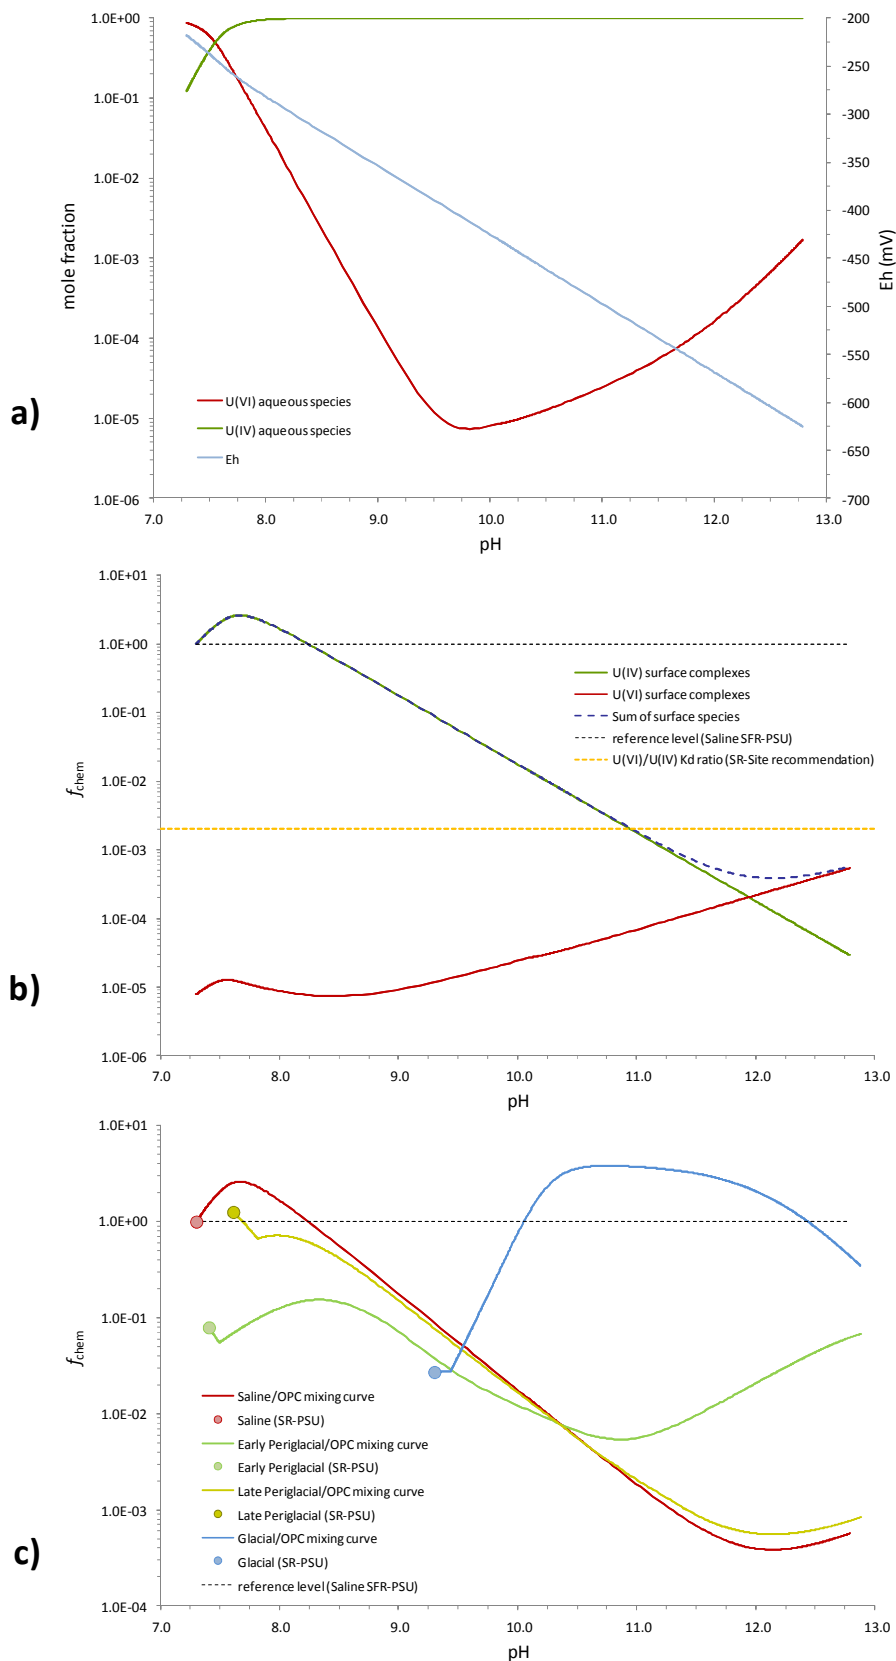 1.0E+00
1.0E-01
1.0E-02
1.0E-03
1.0E-04
1.0E-05
1.0E-06
mole fraction
-200
-250
-300
-350
-400
-450
-500
-550
-600
-650
-700
Eh (mV)
U(VI) aqueous species
U(IV) aqueous species
Eh
a)
7.0 8.0 9.0 10.0 11.0 12.0 13.0
pH
1.0E+01
1.0E+00
1.0E-01
1.0E-02
1.0E-03
1.0E-04
1.0E-05
1.0E-06
fchem
U(IV) surface complexes
U(VI) surface complexes
Sum of surface species
reference level (Saline SFR-PSU)
U(VI)/U(IV) Kd ratio (SR-Site recommendation)
b)
7.0 8.0 9.0 10.0 11.0 12.0 13.0
pH
1.0E+01
1.0E+00
1.0E-01
1.0E-02
1.0E-03
1.0E-04
fchem
Saline/OPC mixing curve
Saline (SR-PSU)
Early Periglacial/OPC mixing curve
Early Periglacial (SR-PSU)
Late Periglacial/OPC mixing curve
Late Periglacial (SR-PSU)
Glacial/OPC mixing curve
Glacial (SR-PSU)
reference level (Saline SFR-PSU)
c)
7.0 8.0 9.0 10.0 11.0 12.0 13.0
pH